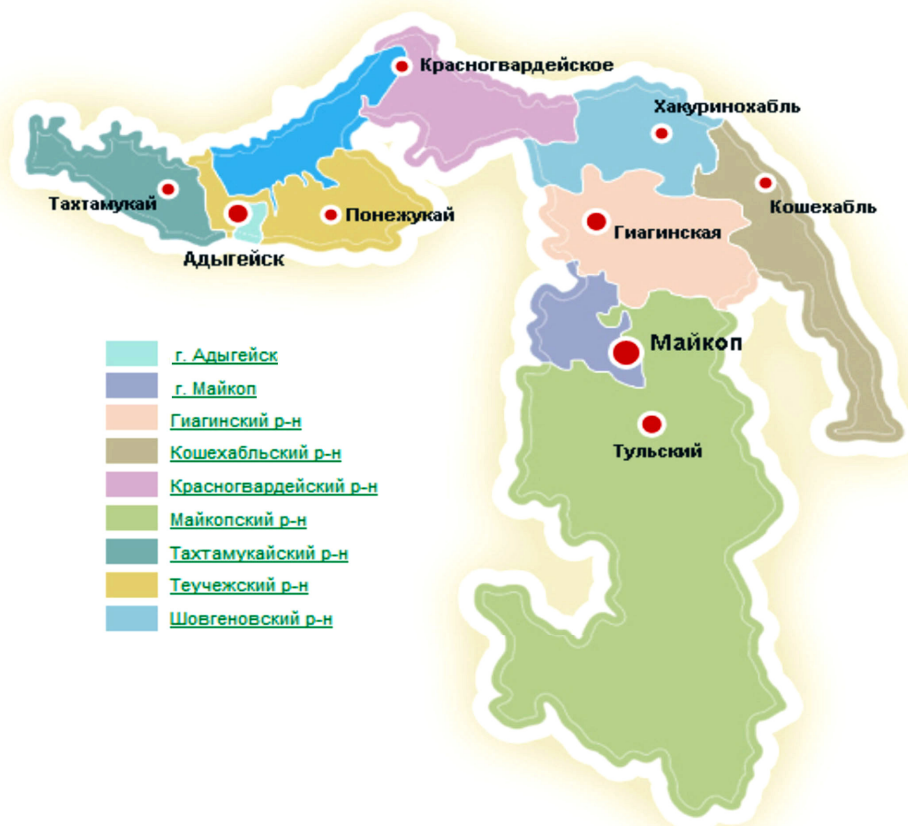 Красногвардейское
Хакуринохабль
Тахтамукай
Понежукай
Кошехабль
Гиагинская
Адыгейск
Майкоп
Тульский
г. Адыгейск
г. Майкоп
Гиагинский р-н
Кошехабльский р-н
Красногвардейский р-н
Майкопский р-н
Тахтамукайский р-н
Теучежский р-н
Шовгеновский р-н